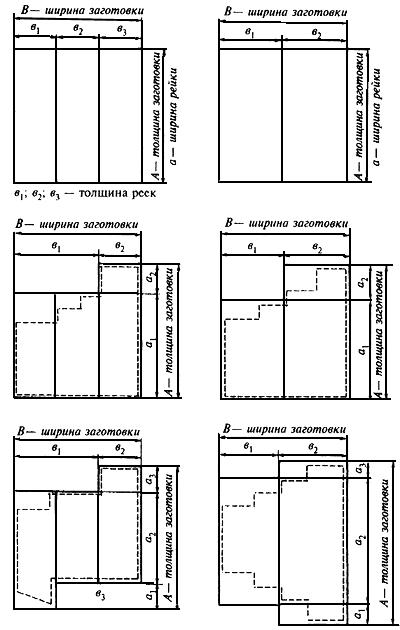 В— ширина заготовки
в1 в2 в3
А— толщина заготовки
а— ширина рейки
в1; в2; в3 — толщина реек
В— ширина заготовки
в1 в2
А— толщина заготовки
а— ширина рейки
В— ширина заготовки
в1 в2
а2
а1
А— толщина заготовки
В— ширина заготовки
в1 в2
а2
а1
А— толщина заготовки
В— ширина заготовки
в1 в2
а3
а2
а1
в3
А— толщина заготовки
В— ширина заготовки
в1 в2
а3
а2
а1
А— толщина заготовки